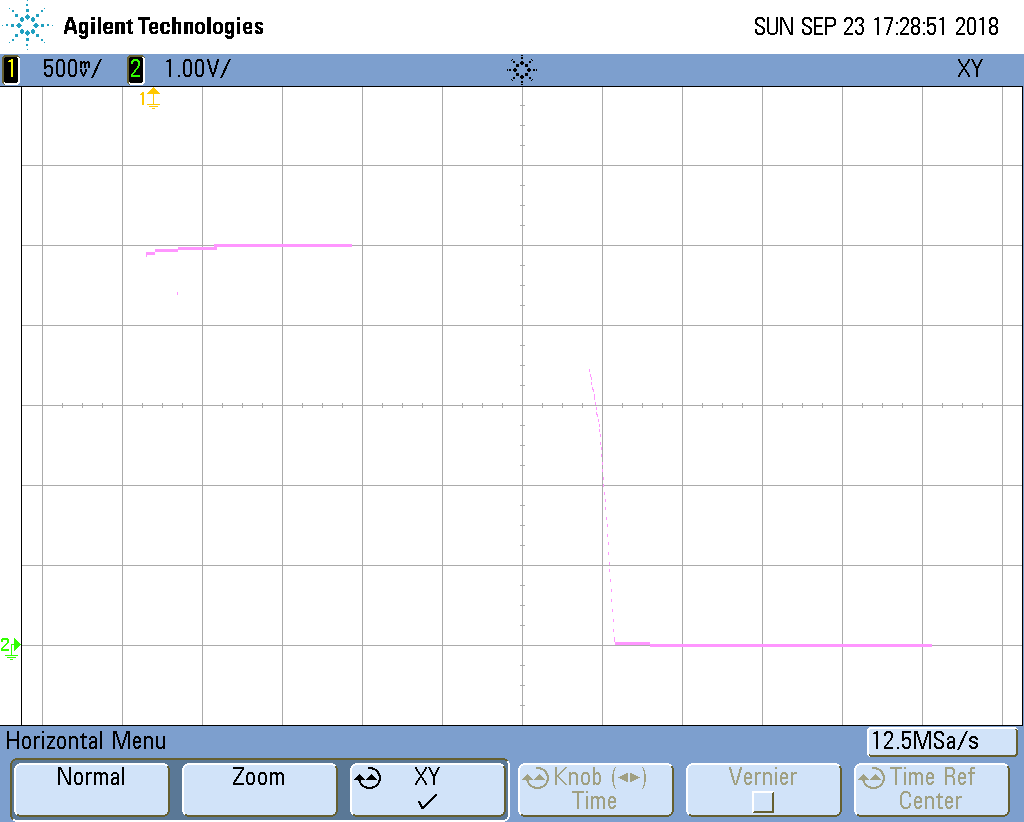 Agilent Technologies
SUN SEP 23 17:28:51 2018
1 500mV/ 2 1.00V/ XY
1
2
Horizontal Menu
12.5MSa/s
Normal
Zoom
XY
✓
Knob (◄►)
Time
Vernier
Time Ref
Center